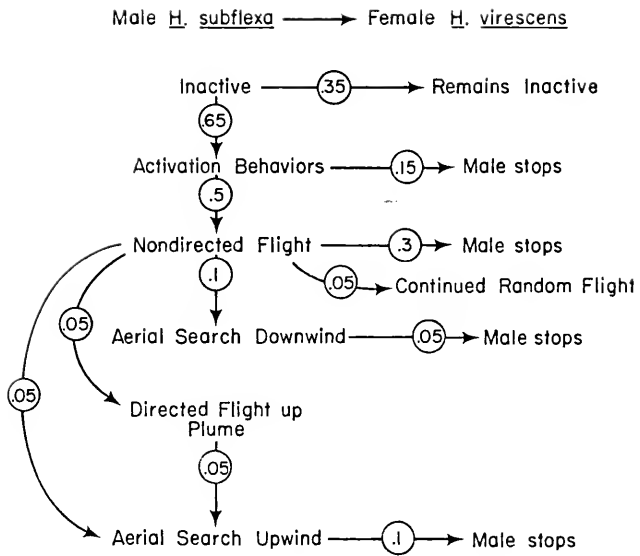 Male H. subflexa Female H. virescens
Inactive .35 Remains Inactive
.65
Activation Behaviors .15 Male stops
.5
Nondirected Flight .3 Male stops
.1 .05 Continued Random Flight
.05 Aerial Search Downwind .05 Male stops
.05
Directed Flight up
Plume
.05
Aerial Search Upwind .1 Male stops